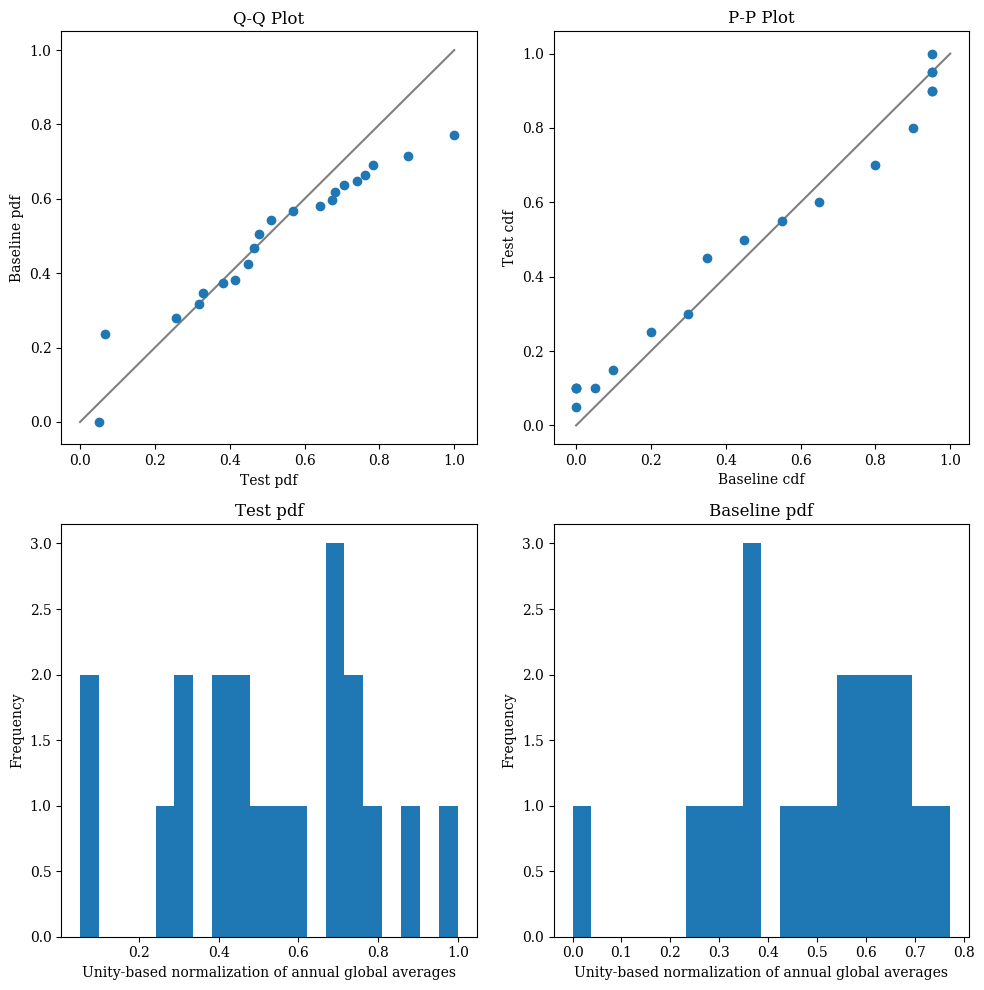 Q-Q Plot
1.0
0.8
0.6
0.4
0.2
0.0
Baseline pdf
0.0 0.2 0.4 0.6 0.8 1.0
Test pdf
P-P Plot
1.0
0.8
0.6
0.4
0.2
0.0
Test cdf
0.0 0.2 0.4 0.6 0.8 1.0
Baseline cdf
Test pdf
3.0
2.5
2.0
1.5
1.0
0.5
0.0
Frequency
0.2 0.4 0.6 0.8 1.0
Unity-based normalization of annual global averages
Baseline pdf
3.0
2.5
2.0
1.5
1.0
0.5
0.0
Frequency
0.0 0.1 0.2 0.3 0.4 0.5 0.6 0.7 0.8
Unity-based normalization of annual global averages